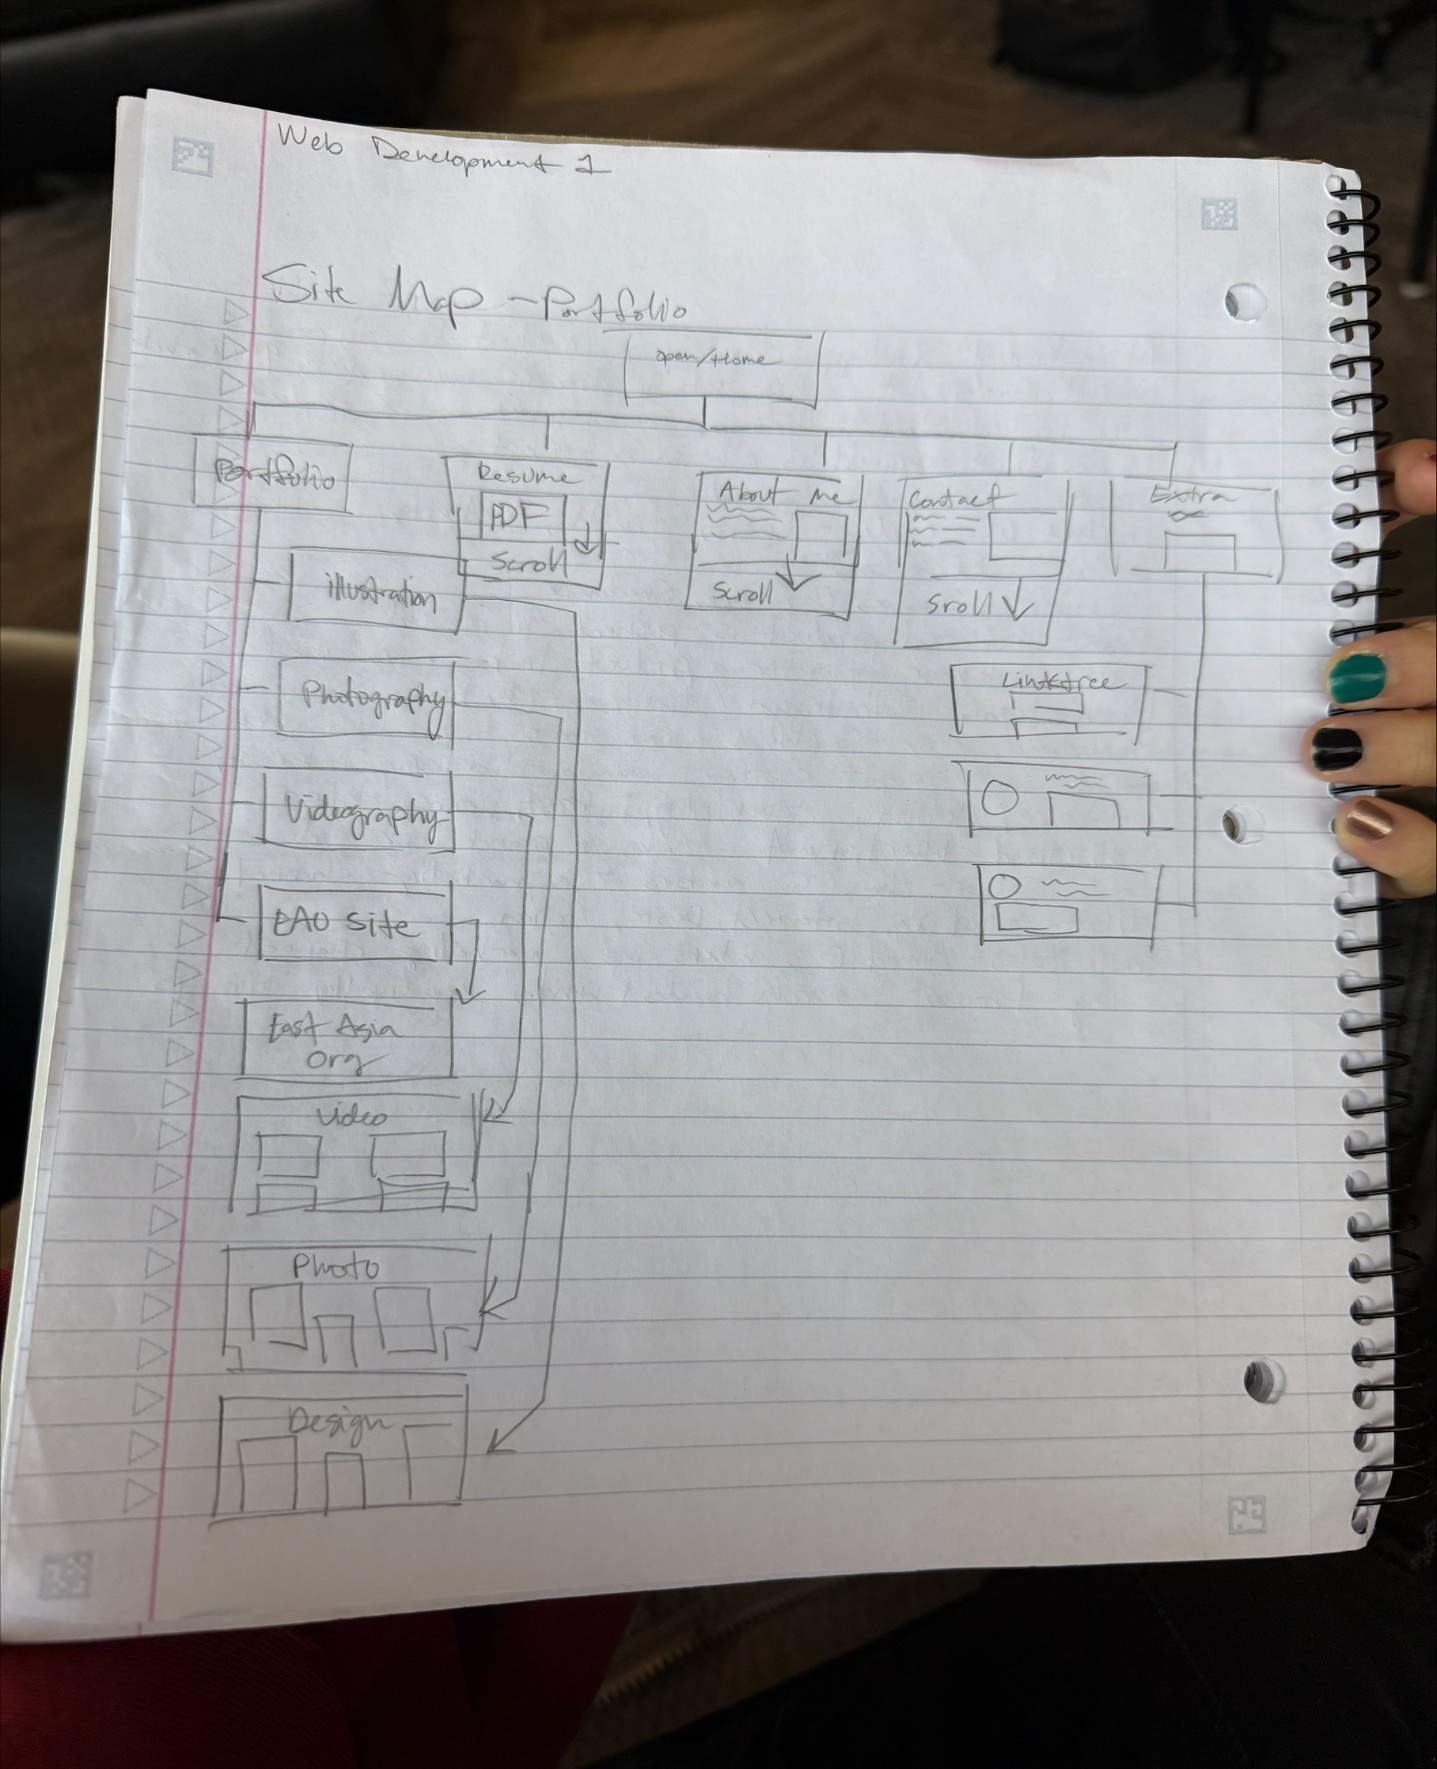 Web Development 1
Site Map - Portfolio
open/Home
Portfolio
Resume
PDF
Scroll
About Me
Scroll
Contact
Sroll
Extra
illustration
Photography
Videography
EAO Site
East Asia
Org
Video
Photo
Design
Linktree